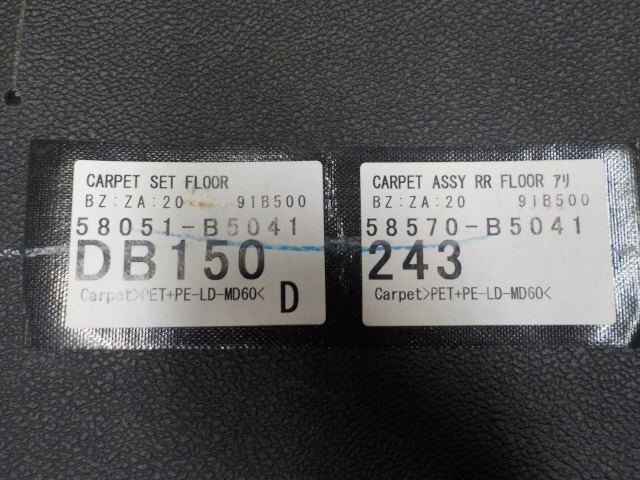 CARPET SET FLOOR
BZ:ZA:20 91B500
58051-B5041
DB150
Carpet>PET+PE-LD-MD60<
D
CARPET ASSY RR FLOOR ｱﾘ
BZ:ZA:20 91B500
58570-B5041
243
Carpet>PET+PE-LD-MD60<